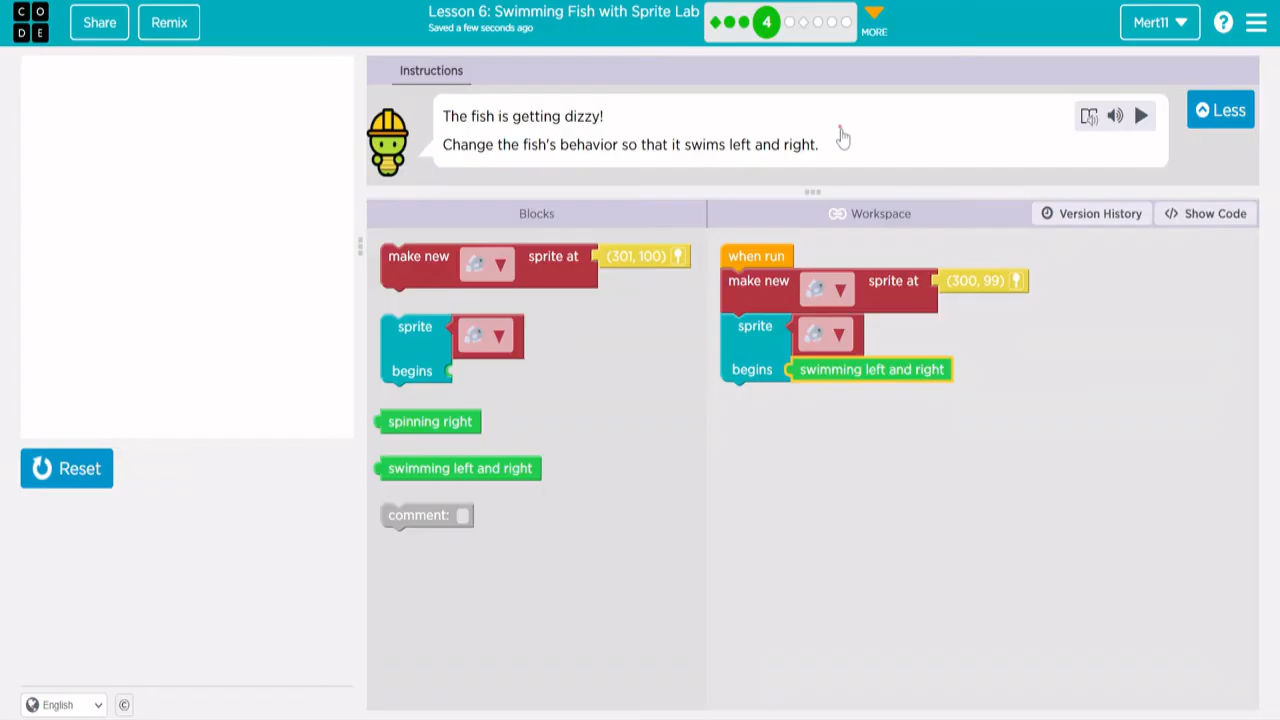 CO
DE
Share
Remix
Lesson 6: Swimming Fish with Sprite Lab
Saved a few seconds ago
4
MORE
Mert11
?
Instructions
The fish is getting dizzy!
Change the fish's behavior so that it swims left and right.
Less
Blocks
Workspace
Version History
</> Show Code
make new sprite at (301, 100)
sprite
begins
spinning right
swimming left and right
comment:
when run
make new sprite at (300, 99)
sprite
begins swimming left and right
Reset
English
©